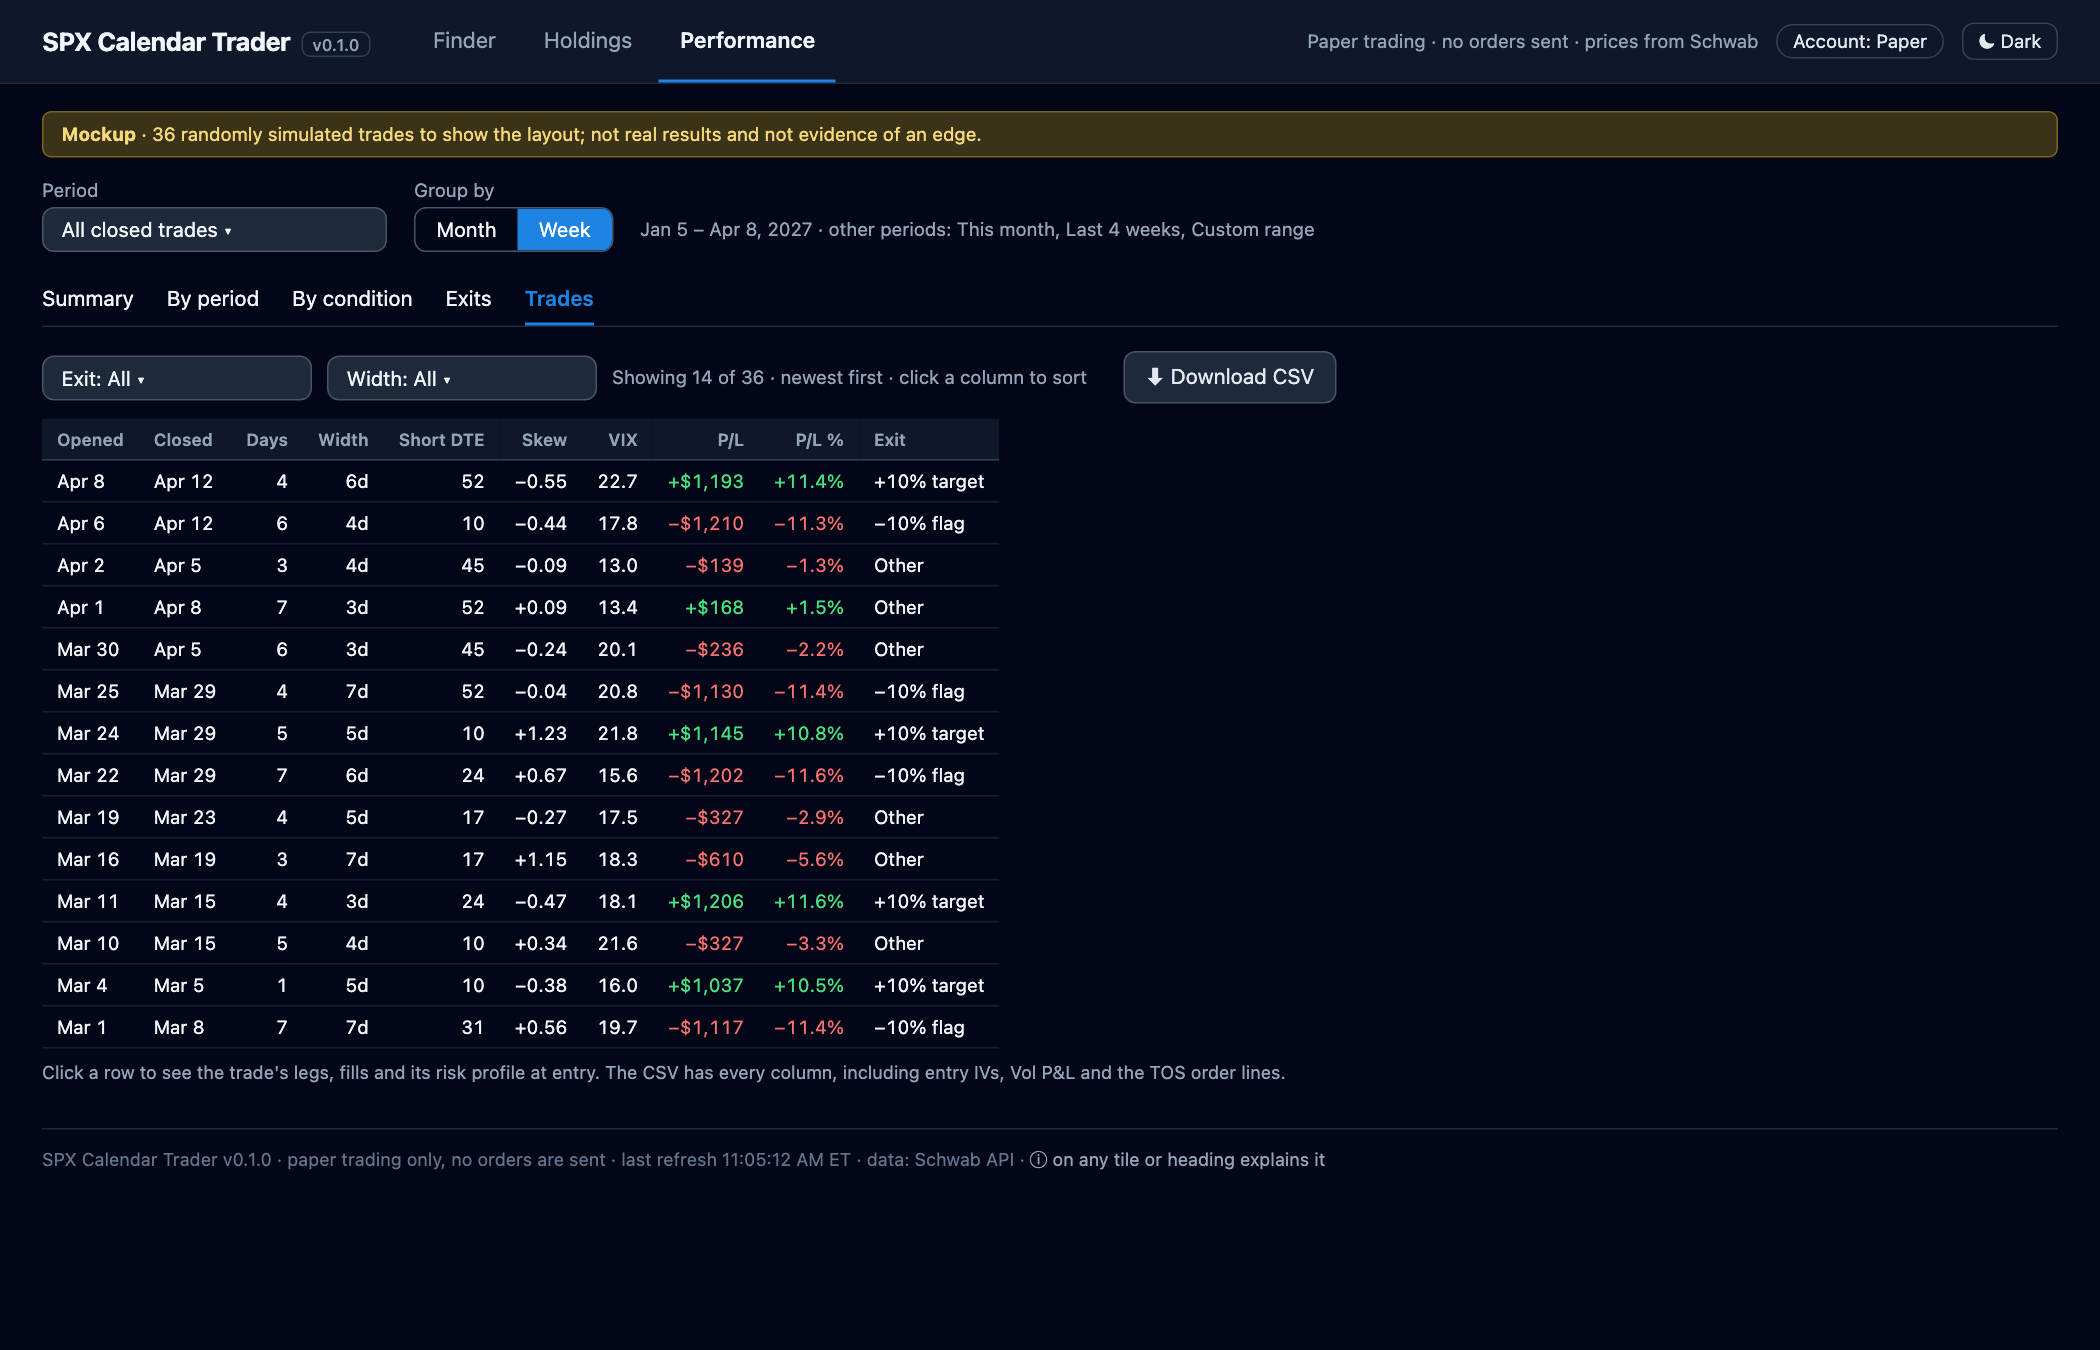 SPX Calendar Trader v0.1.0 Finder Holdings Performance Paper trading · no orders sent · prices from Schwab Account: Paper Dark
Mockup · 36 randomly simulated trades to show the layout; not real results and not evidence of an edge.
Period Group by
All closed trades ▾ Month Week Jan 5 – Apr 8, 2027 · other periods: This month, Last 4 weeks, Custom range
Summary By period By condition Exits Trades
Exit: All ▾ Width: All ▾ Showing 14 of 36 · newest first · click a column to sort ⬇ Download CSV
Opened Closed Days Width Short DTE Skew VIX P/L P/L % Exit
Apr 8 Apr 12 4 6d 52 −0.55 22.7 +$1,193 +11.4% +10% target
Apr 6 Apr 12 6 4d 10 −0.44 17.8 −$1,210 −11.3% −10% flag
Apr 2 Apr 5 3 4d 45 −0.09 13.0 −$139 −1.3% Other
Apr 1 Apr 8 7 3d 52 +0.09 13.4 +$168 +1.5% Other
Mar 30 Apr 5 6 3d 45 −0.24 20.1 −$236 −2.2% Other
Mar 25 Mar 29 4 7d 52 −0.04 20.8 −$1,130 −11.4% −10% flag
Mar 24 Mar 29 5 5d 10 +1.23 21.8 +$1,145 +10.8% +10% target
Mar 22 Mar 29 7 6d 24 +0.67 15.6 −$1,202 −11.6% −10% flag
Mar 19 Mar 23 4 5d 17 −0.27 17.5 −$327 −2.9% Other
Mar 16 Mar 19 3 7d 17 +1.15 18.3 −$610 −5.6% Other
Mar 11 Mar 15 4 3d 24 −0.47 18.1 +$1,206 +11.6% +10% target
Mar 10 Mar 15 5 4d 10 +0.34 21.6 −$327 −3.3% Other
Mar 4 Mar 5 1 5d 10 −0.38 16.0 +$1,037 +10.5% +10% target
Mar 1 Mar 8 7 7d 31 +0.56 19.7 −$1,117 −11.4% −10% flag
Click a row to see the trade's legs, fills and its risk profile at entry. The CSV has every column, including entry IVs, Vol P&L and the TOS order lines.
SPX Calendar Trader v0.1.0 · paper trading only, no orders are sent · last refresh 11:05:12 AM ET · data: Schwab API · ⓘ on any tile or heading explains it